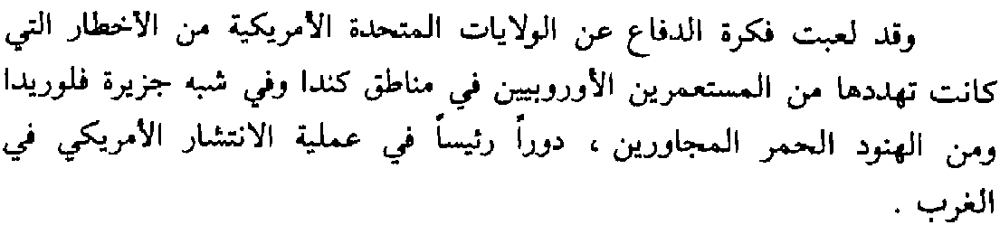 وقد لعبت فكرة الدفاع عن الولايات المتحدة الأمريكية من الأخطار التي
كانت تهددها من المستعمرين الأوروبيين في مناطق كندا وفي شبه جزيرة فلوريدا
ومن الهنود الحمر المجاورين ، دوراً رئيساً في عملية الانتشار الأمريكي في
الغرب .